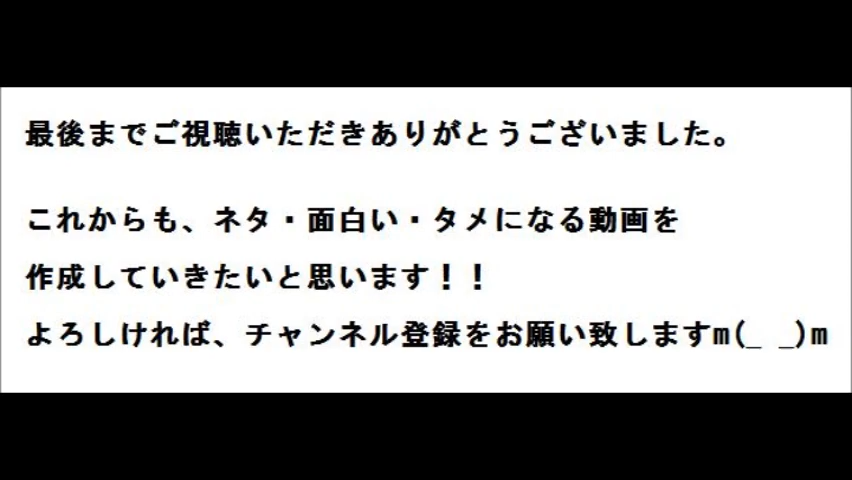 最後までご視聴いただきありがとうございました。
これからも、ネタ・面白い・タメになる動画を
作成していきたいと思います！！
よろしければ、チャンネル登録をお願い致しますm(_ _)m